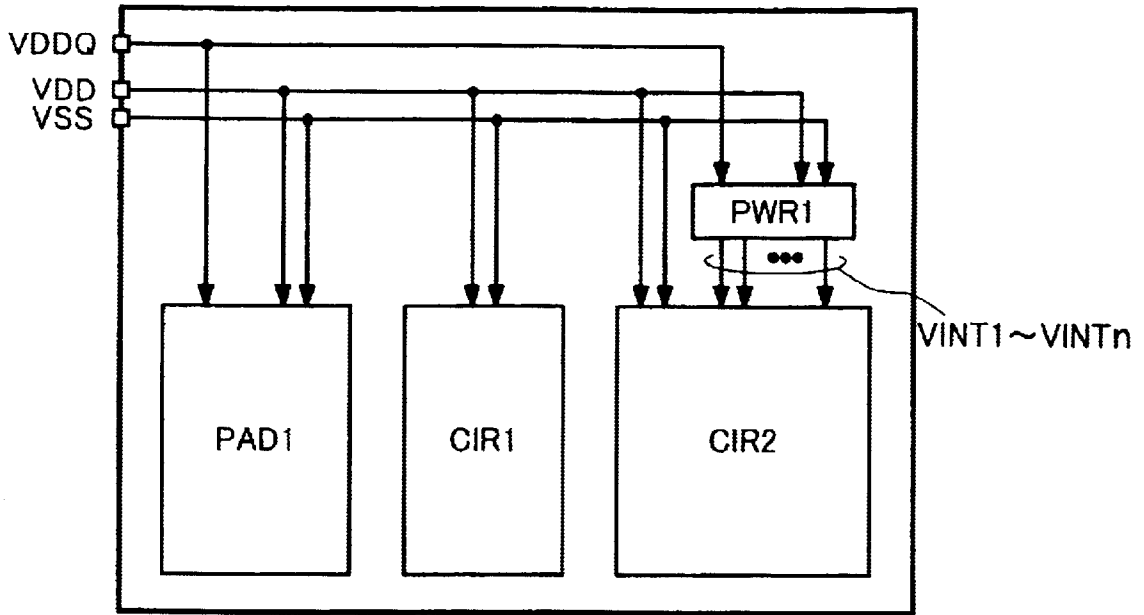 VDDQ
VDD
VSS
PWR1
VINT1～VINTn
PAD1
CIR1
CIR2